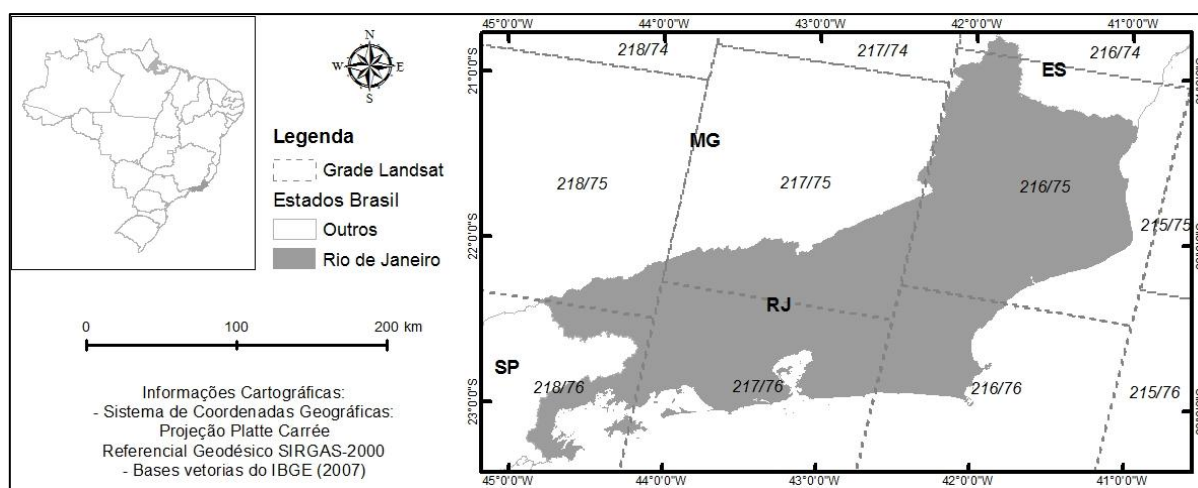 N
W E
S
Legenda
Grade Landsat
Estados Brasil
Outros
Rio de Janeiro
0 100 200 km
Informações Cartográficas:
- Sistema de Coordenadas Geográficas:
Projeção Platte Carrée
Referencial Geodésico SIRGAS-2000
- Bases vetorias do IBGE (2007)
45°0'0"W 44°0'0"W 43°0'0"W 42°0'0"W 41°0'0"W
218/74 217/74 216/74
21°0'0"S
ES
MG
218/75 217/75 216/75
215/75
22°0'0"S
RJ
SP
218/76 217/76 216/76 215/76
23°0'0"S
45°0'0"W 44°0'0"W 43°0'0"W 42°0'0"W 41°0'0"W